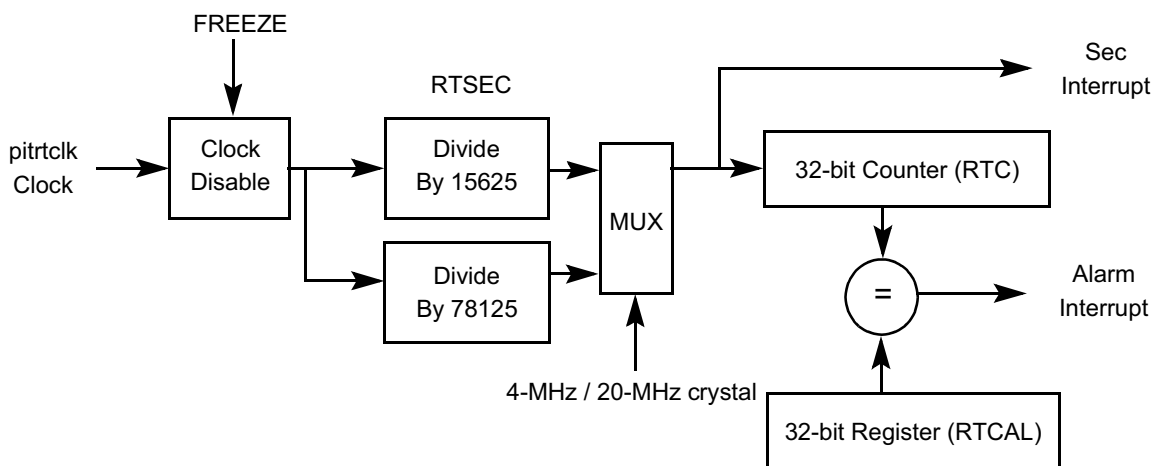 FREEZE
pitrtclk
Clock
Clock
Disable
RTSEC
Divide
By 15625
Divide
By 78125
MUX
4-MHz / 20-MHz crystal
Sec
Interrupt
32-bit Counter (RTC)
=
Alarm
Interrupt
32-bit Register (RTCAL)